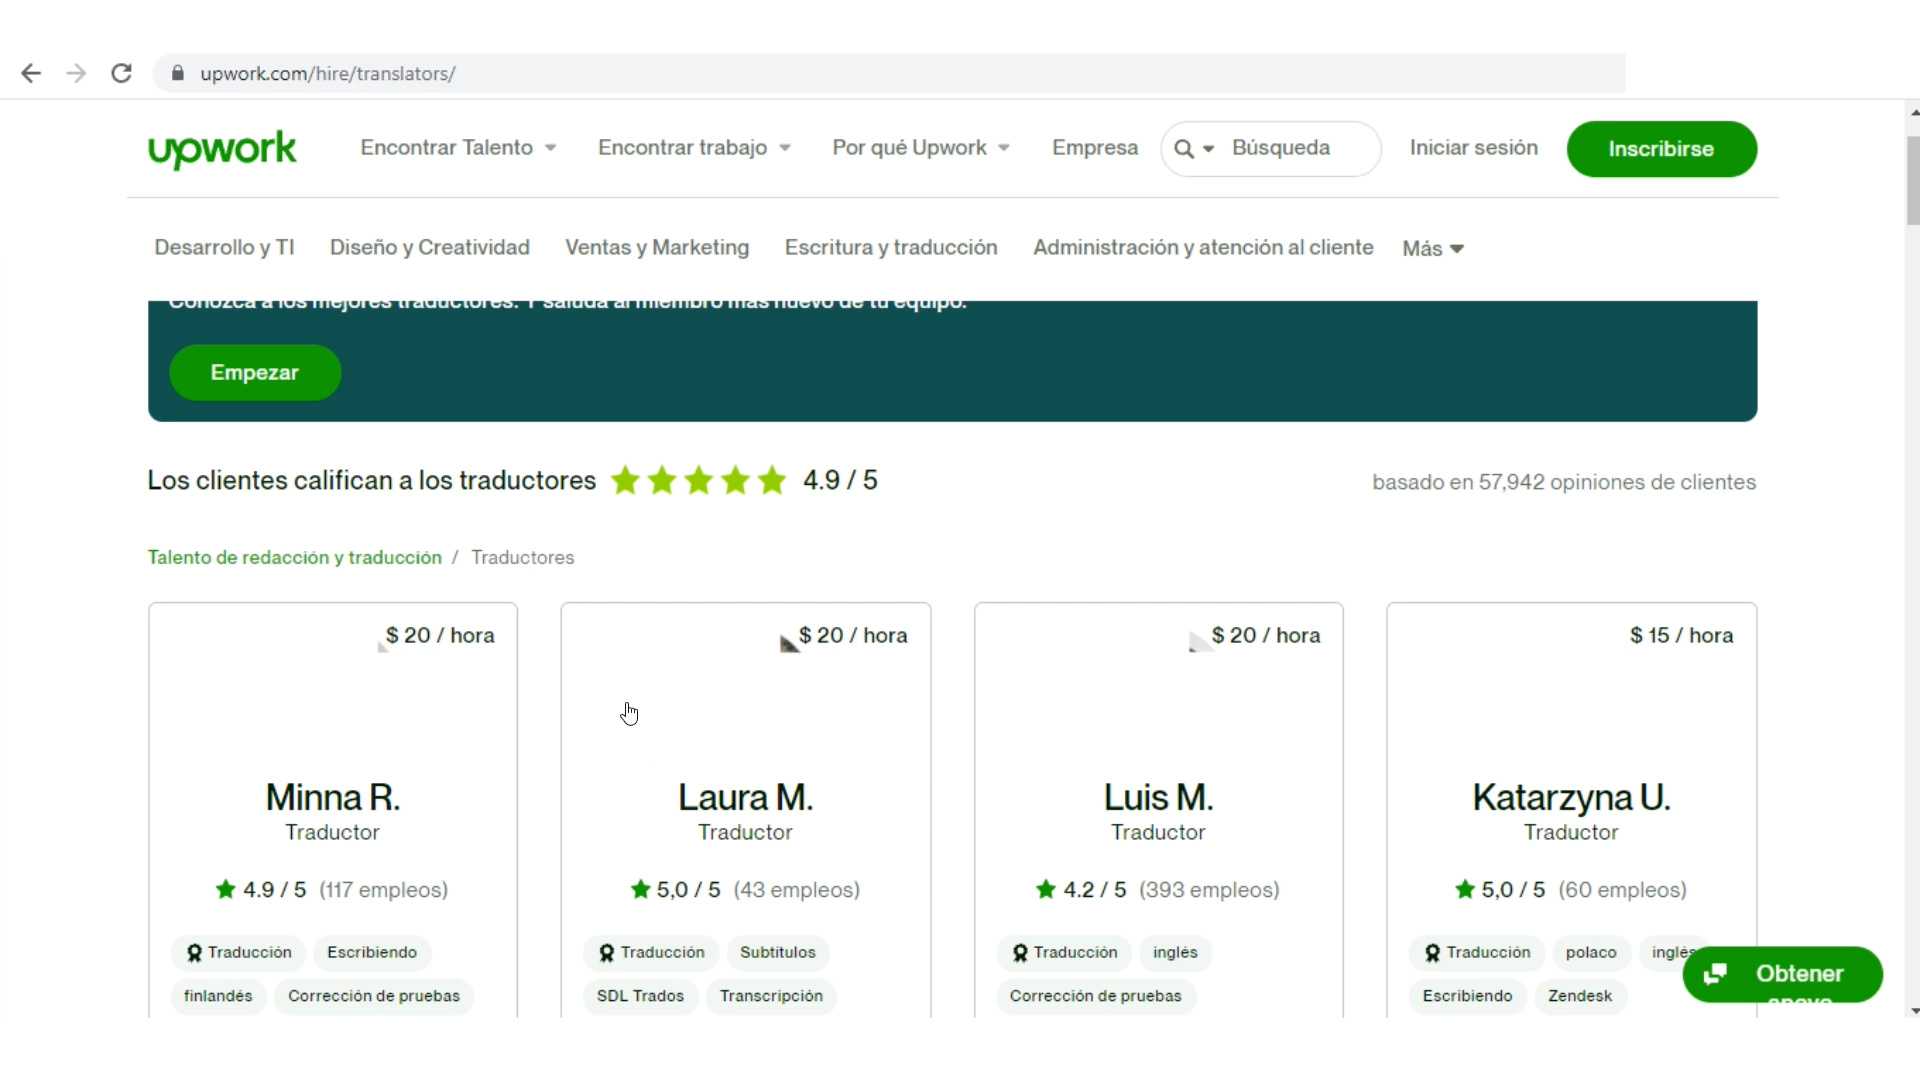 upwork.com/hire/translators/
upwork Encontrar Talento Encontrar trabajo Por qué Upwork Empresa Búsqueda Iniciar sesión Inscribirse
Desarrollo y TI Diseño y Creatividad Ventas y Marketing Escritura y traducción Administración y atención al cliente Más
Conozca a los mejores traductores. Y saluda al miembro más nuevo de tu equipo.
Empezar
Los clientes califican a los traductores 4.9 / 5 basado en 57,942 opiniones de clientes
Talento de redacción y traducción / Traductores
$ 20 / hora $ 20 / hora $ 20 / hora $ 15 / hora
Minna R. Laura M. Luis M. Katarzyna U.
Traductor Traductor Traductor Traductor
4.9 / 5 (117 empleos) 5,0 / 5 (43 empleos) 4.2 / 5 (393 empleos) 5,0 / 5 (60 empleos)
Traducción Escribiendo Traducción Subtítulos Traducción inglés Traducción polaco inglés
finlandés Corrección de pruebas SDL Trados Transcripción Corrección de pruebas Escribiendo Zendesk
Obtener
apoyo